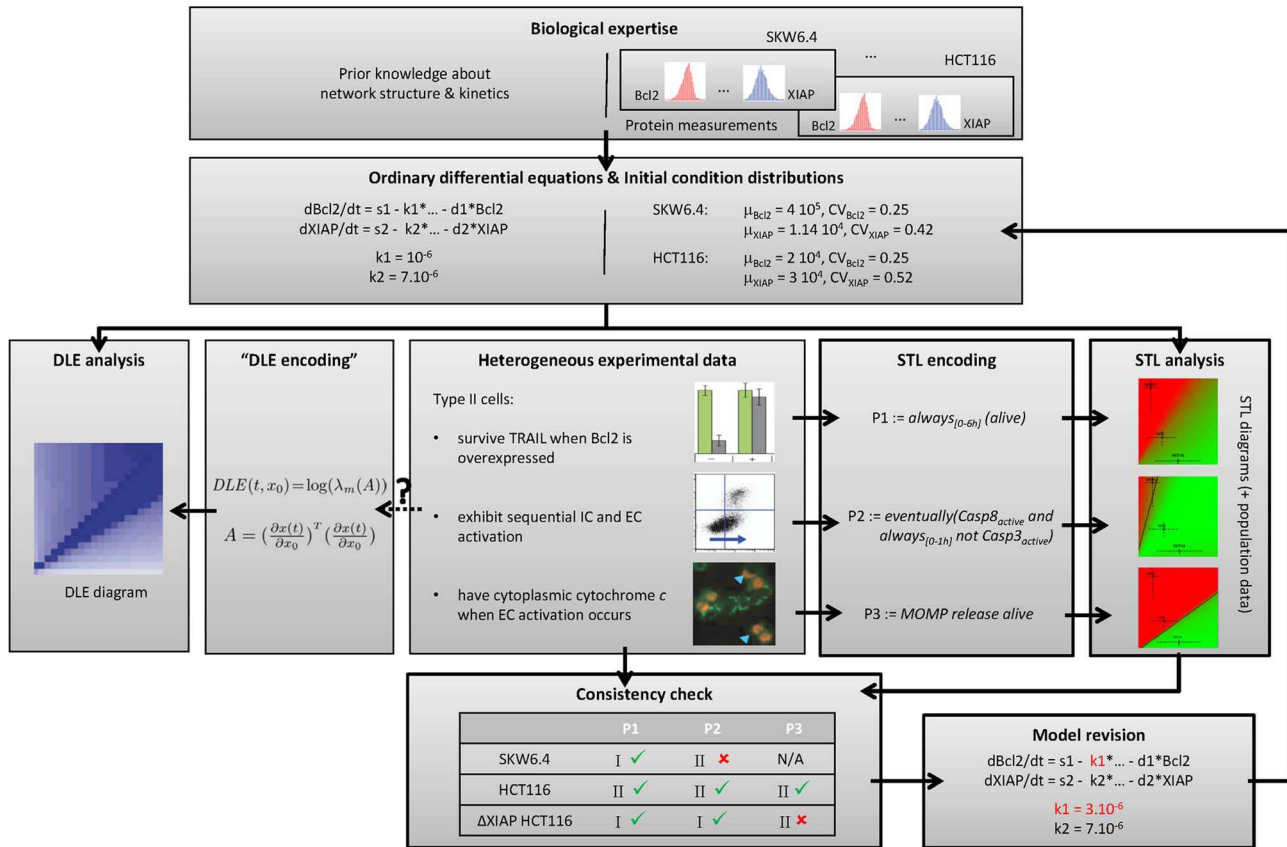 Biological expertise
SKW6.4
...
HCT116
Prior knowledge about
network structure & kinetics
Bcl2
...
XIAP
Bcl2
...
XIAP
Protein measurements
Ordinary differential equations & Initial condition distributions
dBcl2/dt = s1 - k1*... - d1*Bcl2
dXIAP/dt = s2 - k2*... - d2*XIAP
k1 = 10⁻⁶
k2 = 7.10⁻⁶
SKW6.4: μBcl2 = 4 10⁵, CVBcl2 = 0.25
μXIAP = 1.14 10⁴, CVXIAP = 0.42
HCT116: μBcl2 = 2 10⁴, CVBcl2 = 0.25
μXIAP = 3 10⁴, CVXIAP = 0.52
DLE analysis
DLE diagram
"DLE encoding"
DLE(t, x₀) = log(λm(A))
A = (∂x(t)/∂x₀)ᵀ (∂x(t)/∂x₀)
?
Heterogeneous experimental data
Type II cells:
• survive TRAIL when Bcl2 is
overexpressed
− +
• exhibit sequential IC and EC
activation
• have cytoplasmic cytochrome c
when EC activation occurs
STL encoding
P1 := always[0-6h] (alive)
P2 := eventually(Casp8active and
always[0-1h] not Casp3active)
P3 := MOMP release alive
STL analysis
STL diagrams (+ population data)
Consistency check
P1 P2 P3
SKW6.4 I ✓ II ✘ N/A
HCT116 II ✓ II ✓ II ✓
ΔXIAP HCT116 I ✓ I ✓ II ✘
Model revision
dBcl2/dt = s1 - k1*... - d1*Bcl2
dXIAP/dt = s2 - k2*... - d2*XIAP
k1 = 3.10⁻⁶
k2 = 7.10⁻⁶